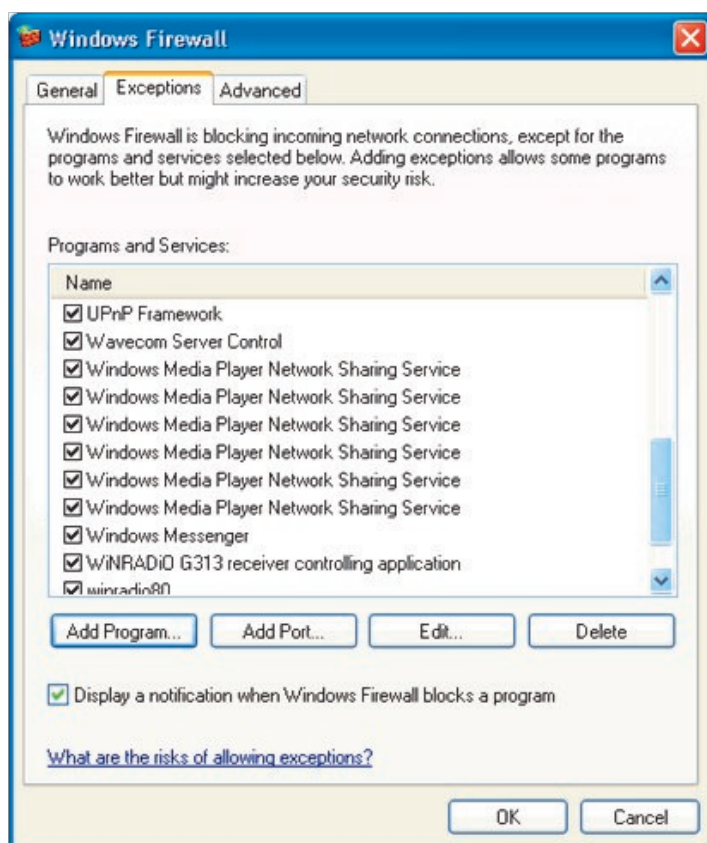 Windows Firewall
General Exceptions Advanced
Windows Firewall is blocking incoming network connections, except for the
programs and services selected below. Adding exceptions allows some programs
to work better but might increase your security risk.
Programs and Services:
Name
UPnP Framework
Wavecom Server Control
Windows Media Player Network Sharing Service
Windows Media Player Network Sharing Service
Windows Media Player Network Sharing Service
Windows Media Player Network Sharing Service
Windows Media Player Network Sharing Service
Windows Media Player Network Sharing Service
Windows Messenger
WiNRADiO G313 receiver controlling application
winradio80
Add Program... Add Port... Edit... Delete
Display a notification when Windows Firewall blocks a program
What are the risks of allowing exceptions?
OK Cancel